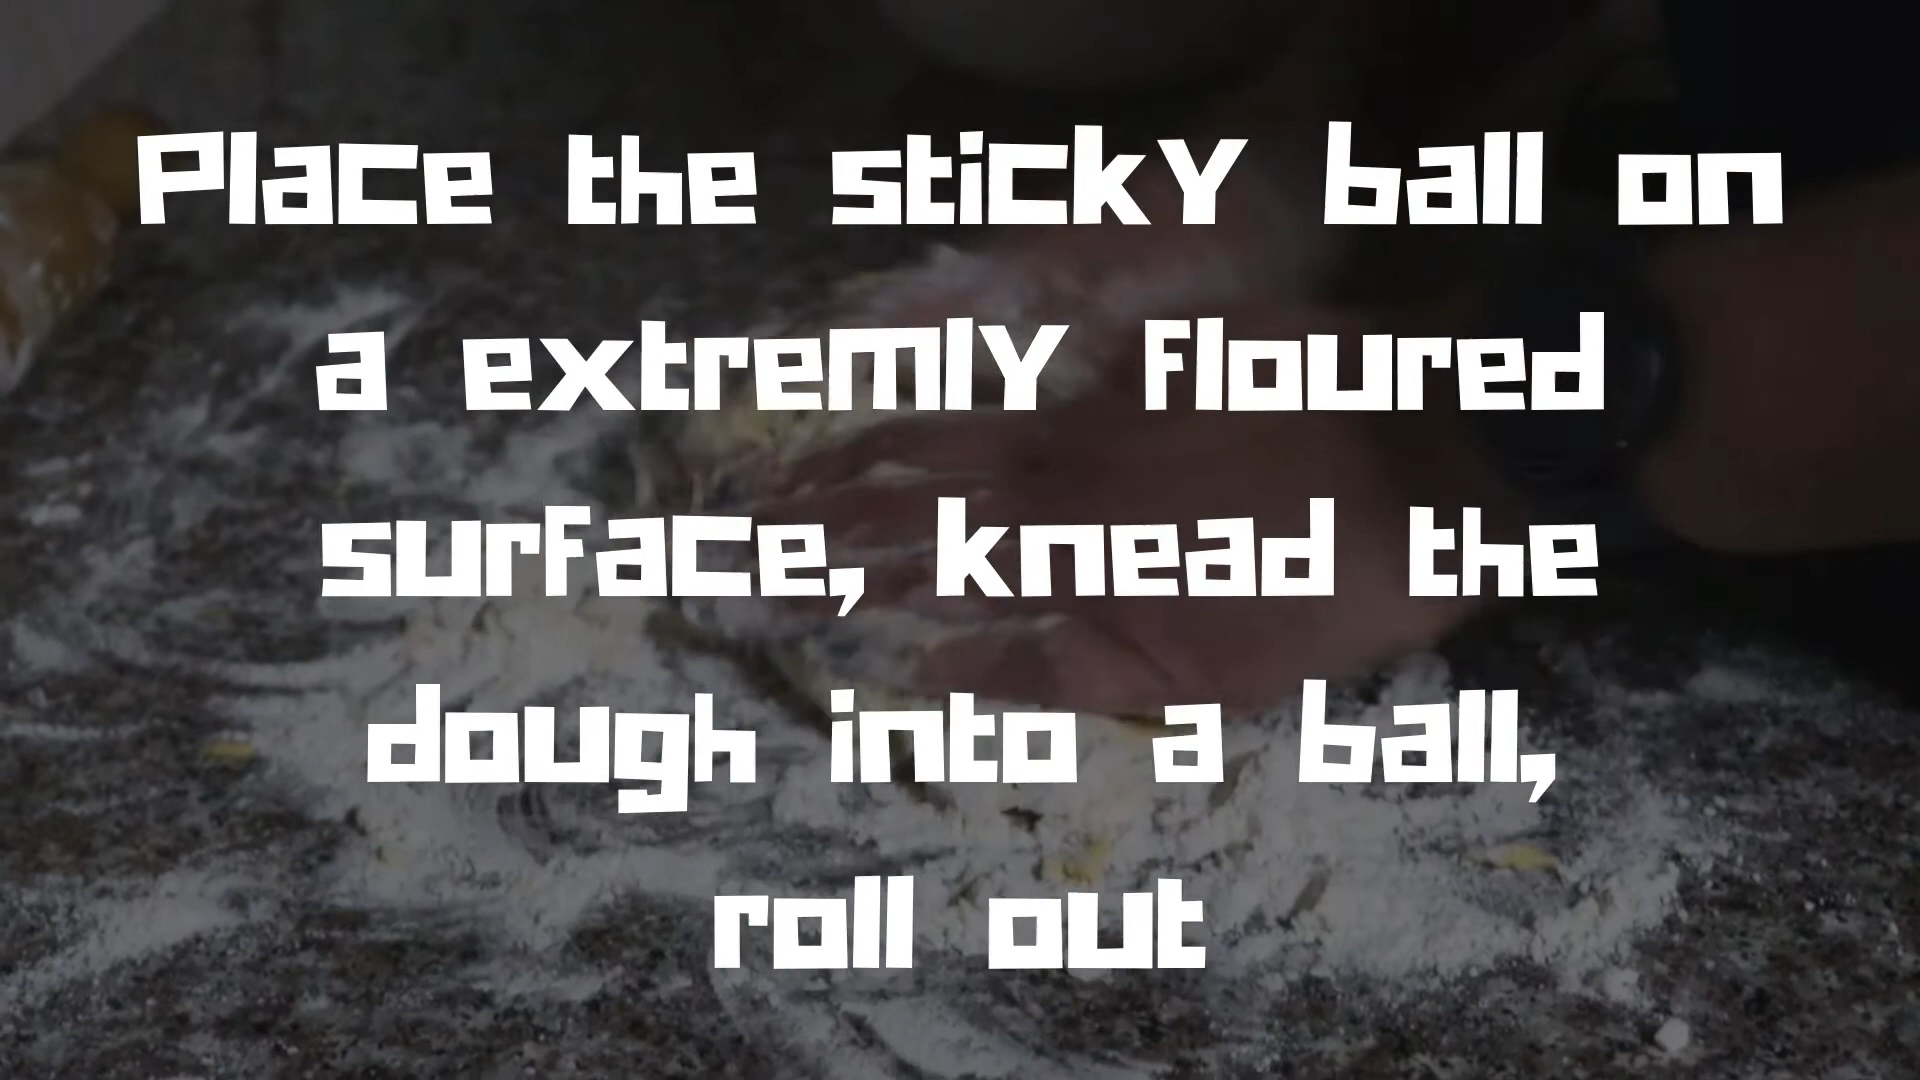 Place the sticky ball on
a extremly floured
surface, knead the
dough into a ball,
roll out